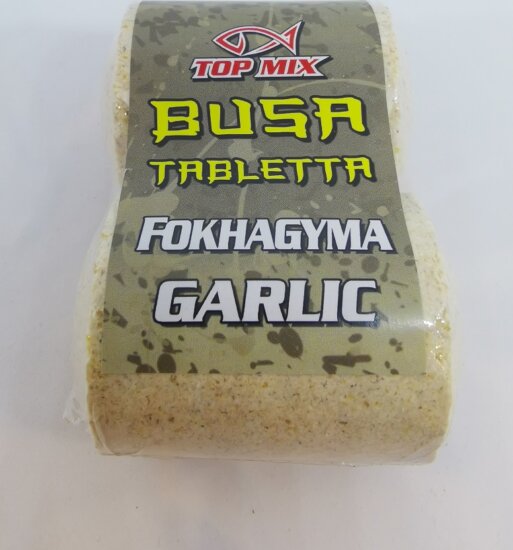 TOP MIX
BUSA
TABLETTA
FOKHAGYMA
GARLIC